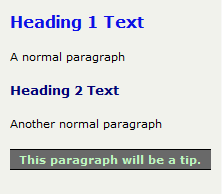 Heading 1 Text
A normal paragraph
Heading 2 Text
Another normal paragraph
This paragraph will be a tip.